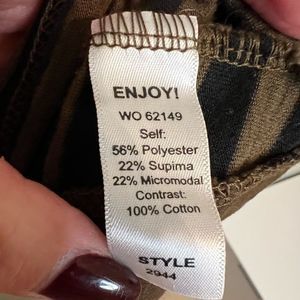 ENJOY!
WO 62149
Self:
56% Polyester
22% Supima
22% Micromodal
Contrast:
100% Cotton
STYLE
2944